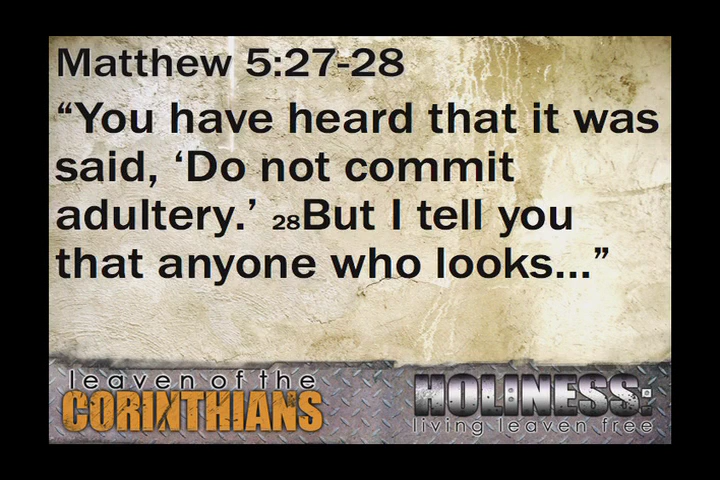 Matthew 5:27-28
“You have heard that it was
said, ‘Do not commit
adultery.’ 28But I tell you
that anyone who looks...”
leaven of the
CORINTHIANS
HOLINESS:
living leaven free